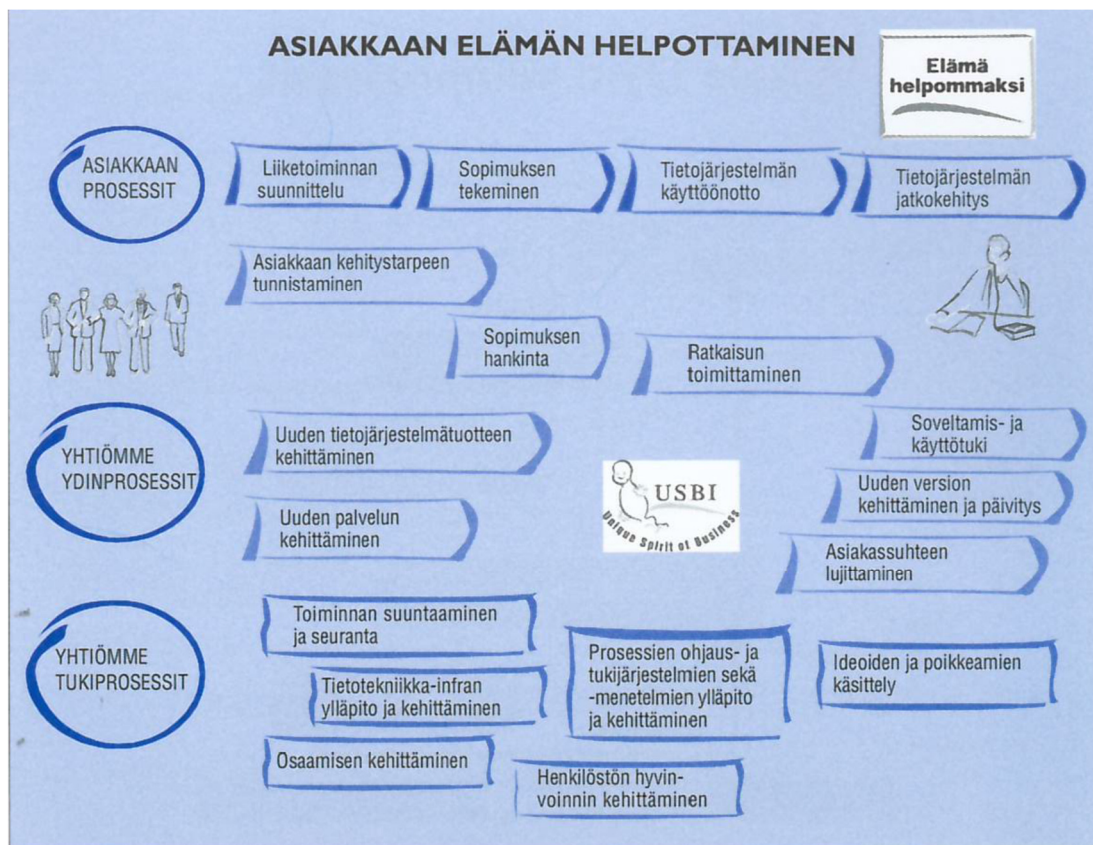 ASIAKKAAN ELÄMÄN HELPOTTAMINEN
Elämä
helpommaksi
ASIAKKAAN
PROSESSIT
Liiketoiminnan
suunnittelu
Sopimuksen
tekeminen
Tietojärjestelmän
käyttöönotto
Tietojärjestelmän
jatkokehitys
Asiakkaan kehitystarpeen
tunnistaminen
Sopimuksen
hankinta
Ratkaisun
toimittaminen
YHTIÖMME
YDINPROSESSIT
Uuden tietojärjestelmätuotteen
kehittäminen
Soveltamis- ja
käyttötuki
USBI
Unique Spirit of Business
Uuden version
kehittäminen ja päivitys
Uuden palvelun
kehittäminen
Asiakassuhteen
lujittaminen
YHTIÖMME
TUKIPROSESSIT
Toiminnan suuntaaminen
ja seuranta
Prosessien ohjaus- ja
tukijärjestelmien sekä
-menetelmien ylläpito
ja kehittäminen
Ideoiden ja poikkeamien
käsittely
Tietotekniikka-infran
ylläpito ja kehittäminen
Osaamisen kehittäminen
Henkilöstön hyvin-
voinnin kehittäminen